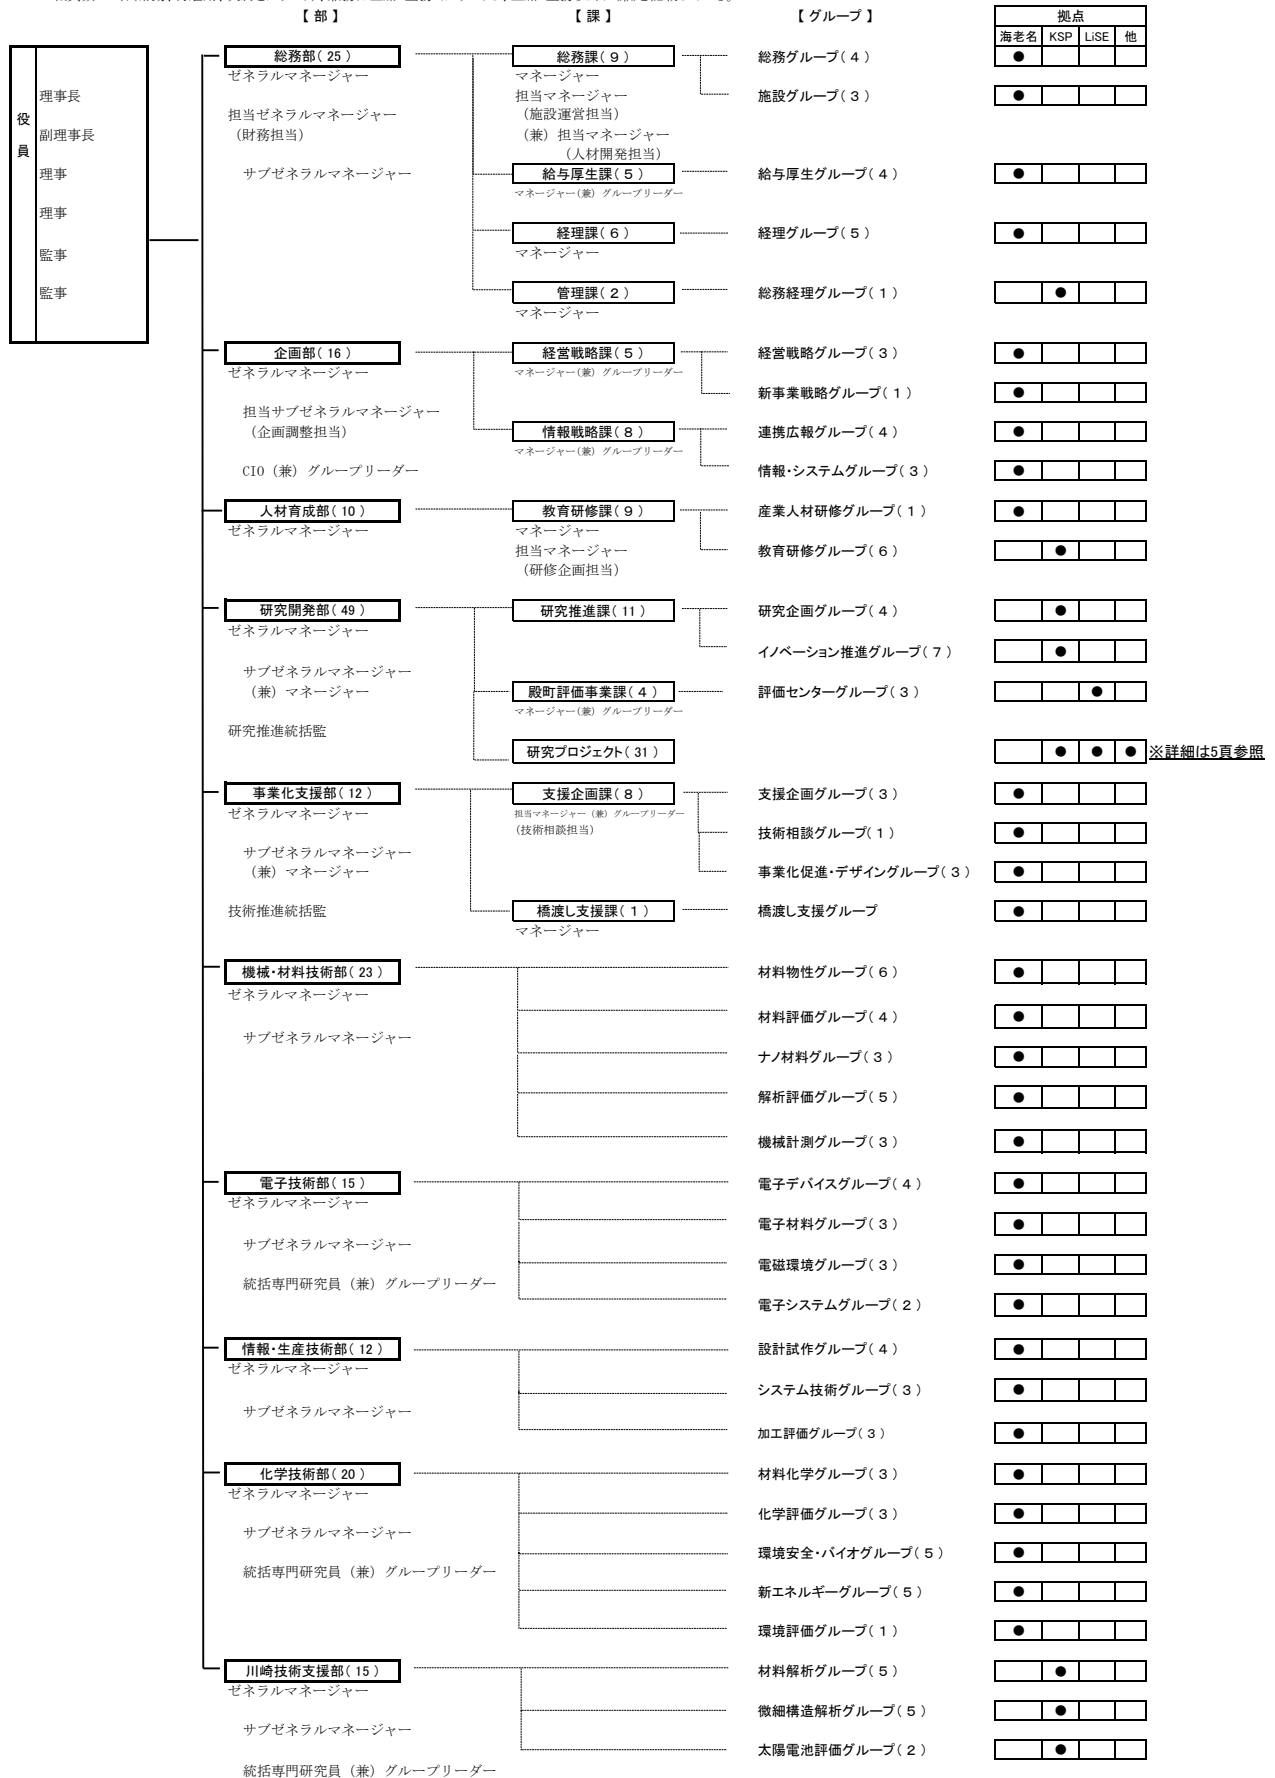 【 部 】 【 課 】 【 グループ 】 拠点
海老名 KSP LiSE 他
役員
理事長
副理事長
理事
理事
監事
監事
総務部( 25 ) 総務課( 9 ) 総務グループ( 4 ) ●
ゼネラルマネージャー マネージャー
担当マネージャー 施設グループ( 3 ) ●
担当ゼネラルマネージャー (施設運営担当)
(財務担当) (兼) 担当マネージャー
(人材開発担当)
サブゼネラルマネージャー 給与厚生課( 5 ) 給与厚生グループ( 4 ) ●
マネージャー(兼) グループリーダー
経理課( 6 ) 経理グループ( 5 ) ●
マネージャー
管理課( 2 ) 総務経理グループ( 1 ) ●
マネージャー
企画部( 16 ) 経営戦略課( 5 ) 経営戦略グループ( 3 ) ●
ゼネラルマネージャー マネージャー(兼) グループリーダー
新事業戦略グループ( 1 ) ●
担当サブゼネラルマネージャー
(企画調整担当) 情報戦略課( 8 ) 連携広報グループ( 4 ) ●
マネージャー(兼) グループリーダー
CIO (兼) グループリーダー 情報・システムグループ( 3 ) ●
人材育成部( 10 ) 教育研修課( 9 ) 産業人材研修グループ( 1 ) ●
ゼネラルマネージャー マネージャー
担当マネージャー 教育研修グループ( 6 ) ●
(研修企画担当)
研究開発部( 49 ) 研究推進課( 11 ) 研究企画グループ( 4 ) ●
ゼネラルマネージャー
イノベーション推進グループ( 7 ) ●
サブゼネラルマネージャー
(兼) マネージャー 殿町評価事業課( 4 ) 評価センターグループ( 3 ) ●
マネージャー(兼) グループリーダー
研究推進統括監
研究プロジェクト( 31 ) ● ● ● ※詳細は5頁参照
事業化支援部( 12 ) 支援企画課( 8 ) 支援企画グループ( 3 ) ●
ゼネラルマネージャー 担当マネージャー (兼) グループリーダー
(技術相談担当) 技術相談グループ( 1 ) ●
サブゼネラルマネージャー
(兼) マネージャー 事業化促進・デザイングループ( 3 ) ●
技術推進統括監 橋渡し支援課( 1 ) 橋渡し支援グループ ●
マネージャー
機械・材料技術部( 23 ) 材料物性グループ( 6 ) ●
ゼネラルマネージャー
材料評価グループ( 4 ) ●
サブゼネラルマネージャー
ナノ材料グループ( 3 ) ●
解析評価グループ( 5 ) ●
機械計測グループ( 3 ) ●
電子技術部( 15 ) 電子デバイスグループ( 4 ) ●
ゼネラルマネージャー
電子材料グループ( 3 ) ●
サブゼネラルマネージャー
電磁環境グループ( 3 ) ●
統括専門研究員 (兼) グループリーダー
電子システムグループ( 2 ) ●
情報・生産技術部( 12 ) 設計試作グループ( 4 ) ●
ゼネラルマネージャー
システム技術グループ( 3 ) ●
サブゼネラルマネージャー
加工評価グループ( 3 ) ●
化学技術部( 20 ) 材料化学グループ( 3 ) ●
ゼネラルマネージャー
化学評価グループ( 3 ) ●
サブゼネラルマネージャー
環境安全・バイオグループ( 5 ) ●
統括専門研究員 (兼) グループリーダー
新エネルギーグループ( 5 ) ●
環境評価グループ( 1 ) ●
川崎技術支援部( 15 ) 材料解析グループ( 5 ) ●
ゼネラルマネージャー
微細構造解析グループ( 5 ) ●
サブゼネラルマネージャー
太陽電池評価グループ( 2 ) ●
統括専門研究員 (兼) グループリーダー